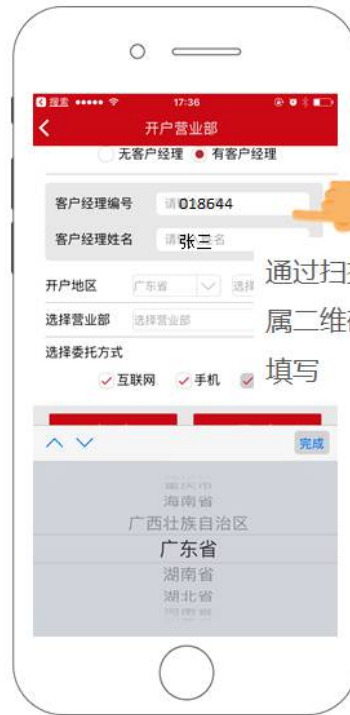 搜索 17:36
开户营业部
无客户经理 有客户经理
客户经理编号 018644
客户经理姓名 张三
开户地区 广东省 选择
选择营业部 选择营业部
选择委托方式
互联网 手机
通过扫
属二维
填写
完成
海南省
广西壮族自治区
广东省
湖南省
湖北省